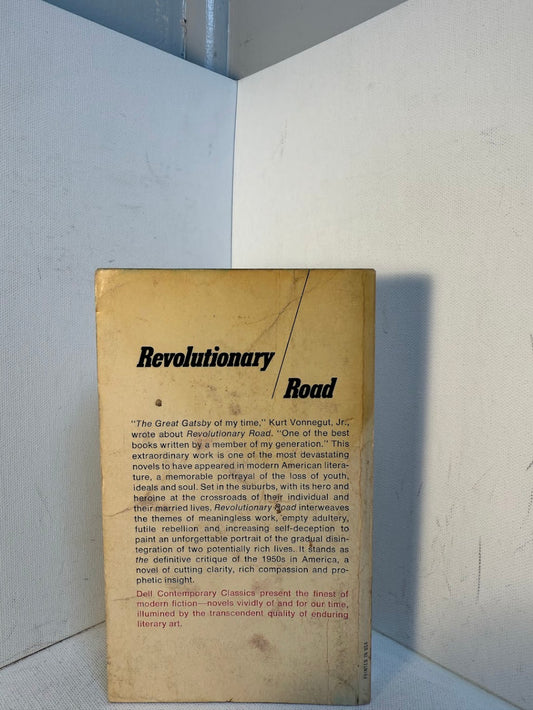 Revolutionary
Road
"The Great Gatsby of my time," Kurt Vonnegut, Jr.,
wrote about Revolutionary Road. "One of the best
books written by a member of my generation." This
extraordinary work is one of the most devastating
novels to have appeared in modern American litera-
ture, a memorable portrayal of the loss of youth,
ideals and soul. Set in the suburbs, with its hero and
heroine at the crossroads of their individual and
their married lives. Revolutionary Road interweaves
the themes of meaningless work, empty adultery,
futile rebellion and increasing self-deception to
paint an unforgettable portrait of the gradual disin-
tegration of two potentially rich lives. It stands as
the definitive critique of the 1950s in America, a
novel of cutting clarity, rich compassion and pro-
phetic insight.
Dell Contemporary Classics present the finest of
modern fiction—novels vividly of and for our time,
illumined by the transcendent quality of enduring
literary art.
PRINTED IN USA